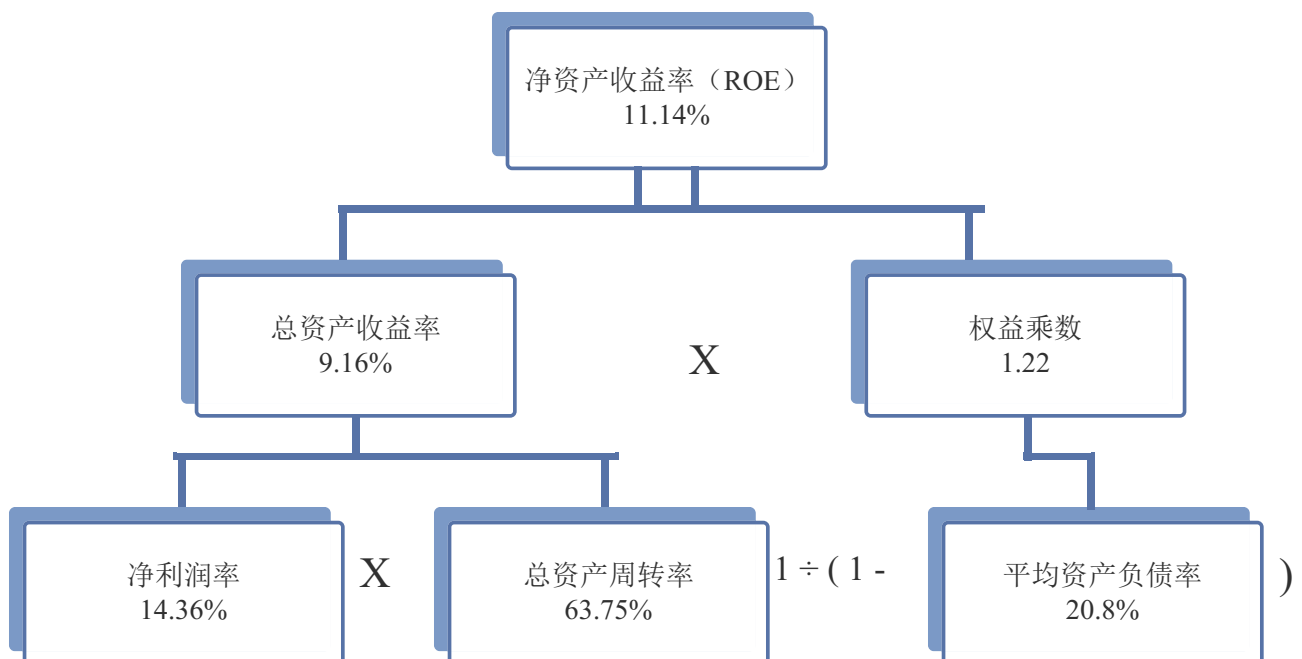 净资产收益率（ROE）
11.14%
总资产收益率
9.16%
X
权益乘数
1.22
净利润率
14.36%
X
总资产周转率
63.75%
1 ÷ ( 1 -
平均资产负债率
20.8%
)